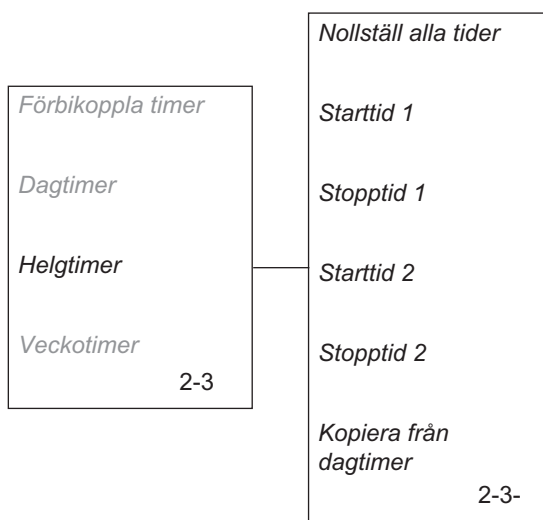 Förbikoppla timer
Dagtimer
Helgtimer
Veckotimer
2-3
Nollställ alla tider
Starttid 1
Stopptid 1
Starttid 2
Stopptid 2
Kopiera från
dagtimer
2-3-